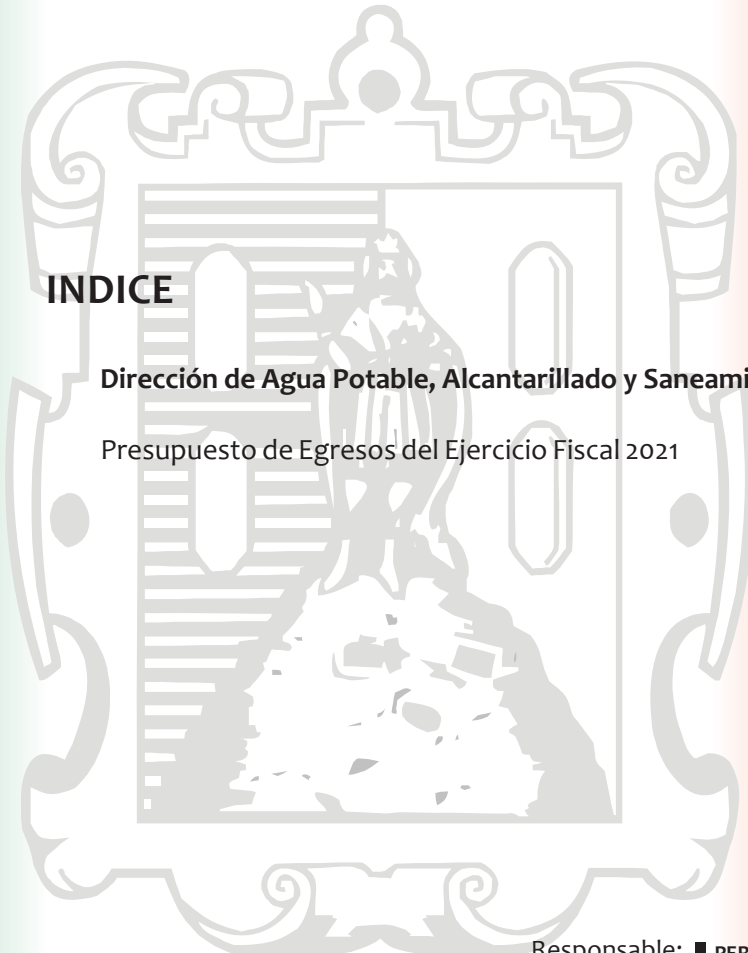 INDICE
Dirección de Agua Potable, Alcantarillado y Saneami
Presupuesto de Egresos del Ejercicio Fiscal 2021
Responsable: